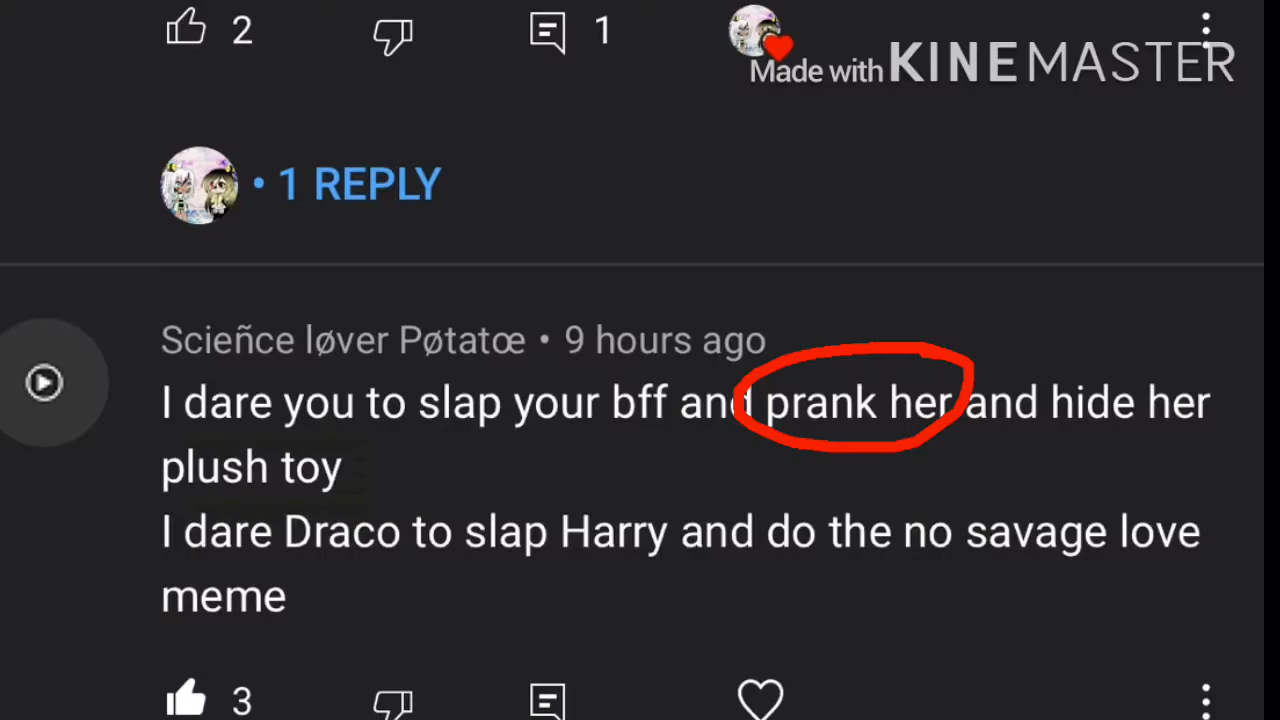 2
1
Made with KINEMASTER
• 1 REPLY
Scieñce løver Pøtatœ • 9 hours ago
I dare you to slap your bff and prank her and hide her
plush toy
I dare Draco to slap Harry and do the no savage love
meme
3